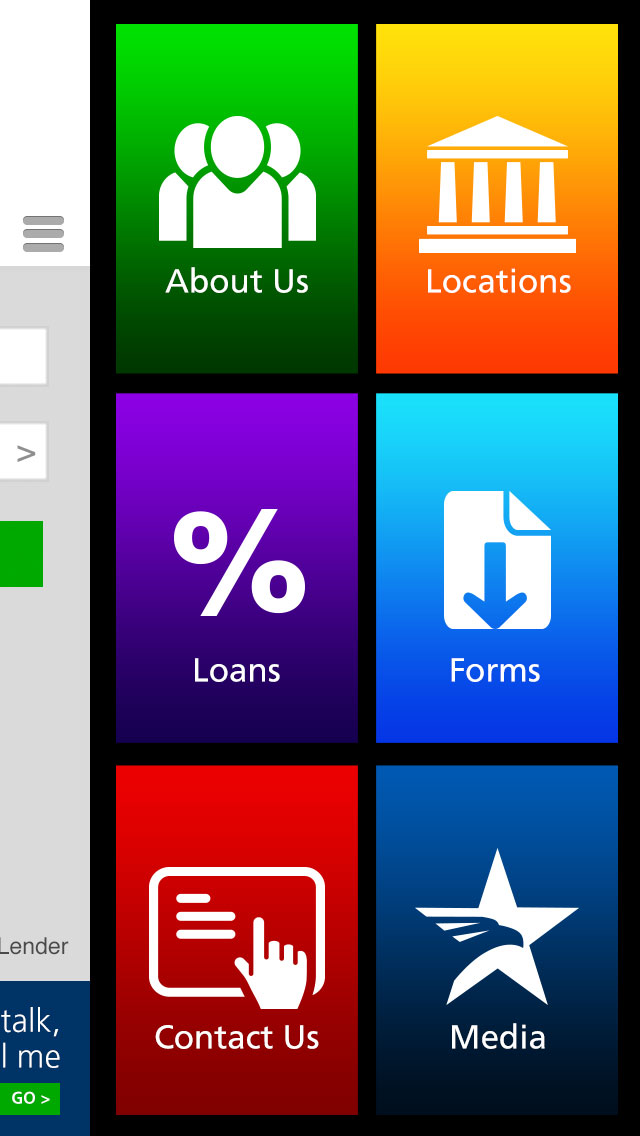 About Us
Locations
>
%
Loans
Forms
Lender
talk,
l me
GO >
Contact Us
Media